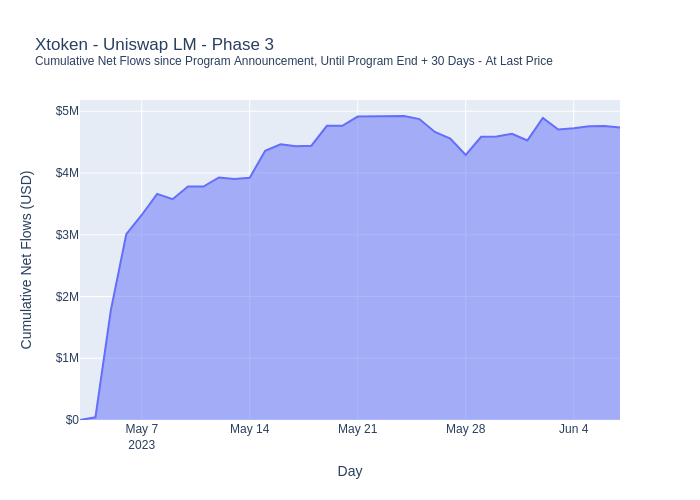 Xtoken - Uniswap LM - Phase 3
Cumulative Net Flows since Program Announcement, Until Program End + 30 Days - At Last Price
Cumulative Net Flows (USD)
$5M
$4M
$3M
$2M
$1M
$0
May 7
2023
May 14
May 21
May 28
Jun 4
Day